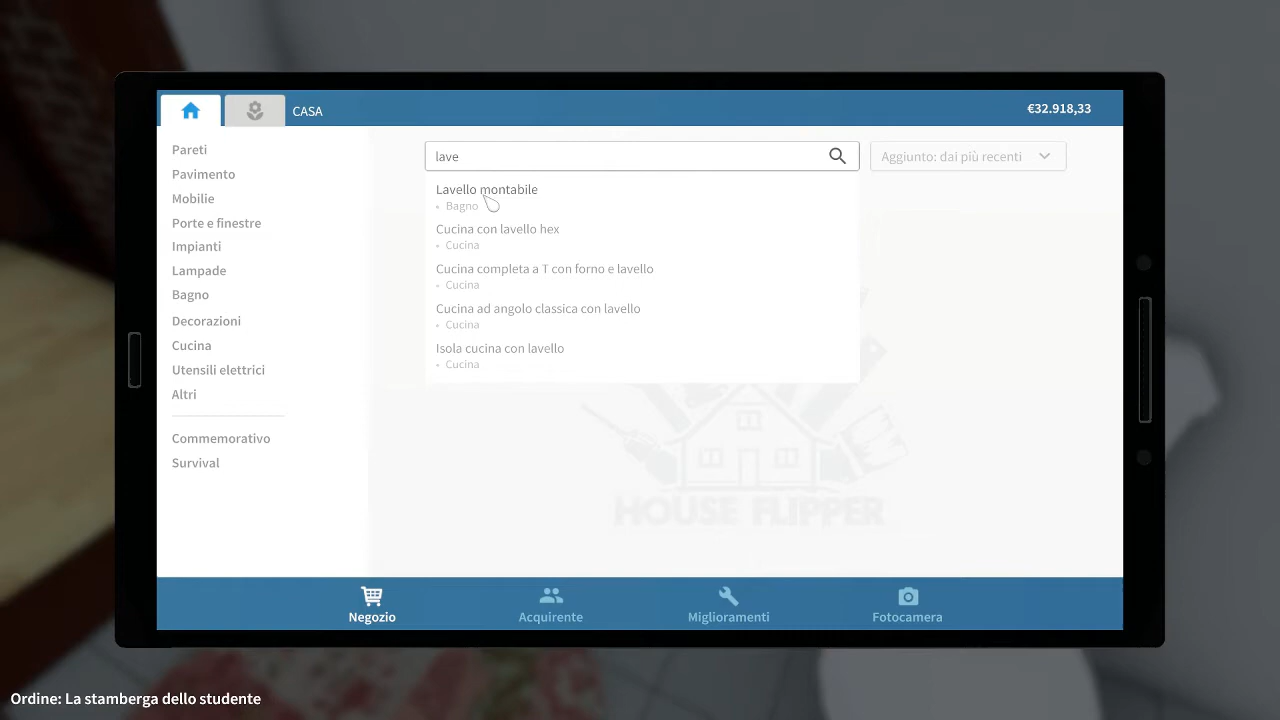 CASA
€32.918,33
Pareti
Pavimento
Mobilie
Porte e finestre
Impianti
Lampade
Bagno
Decorazioni
Cucina
Utensili elettrici
Altri
Commemorativo
Survival
lave
Aggiunto: dai più recenti
Lavello montabile
• Bagno
Cucina con lavello hex
• Cucina
Cucina completa a T con forno e lavello
• Cucina
Cucina ad angolo classica con lavello
• Cucina
Isola cucina con lavello
• Cucina
HOUSE FLIPPER
Negozio
Acquirente
Miglioramenti
Fotocamera
Ordine: La stamberga dello studente